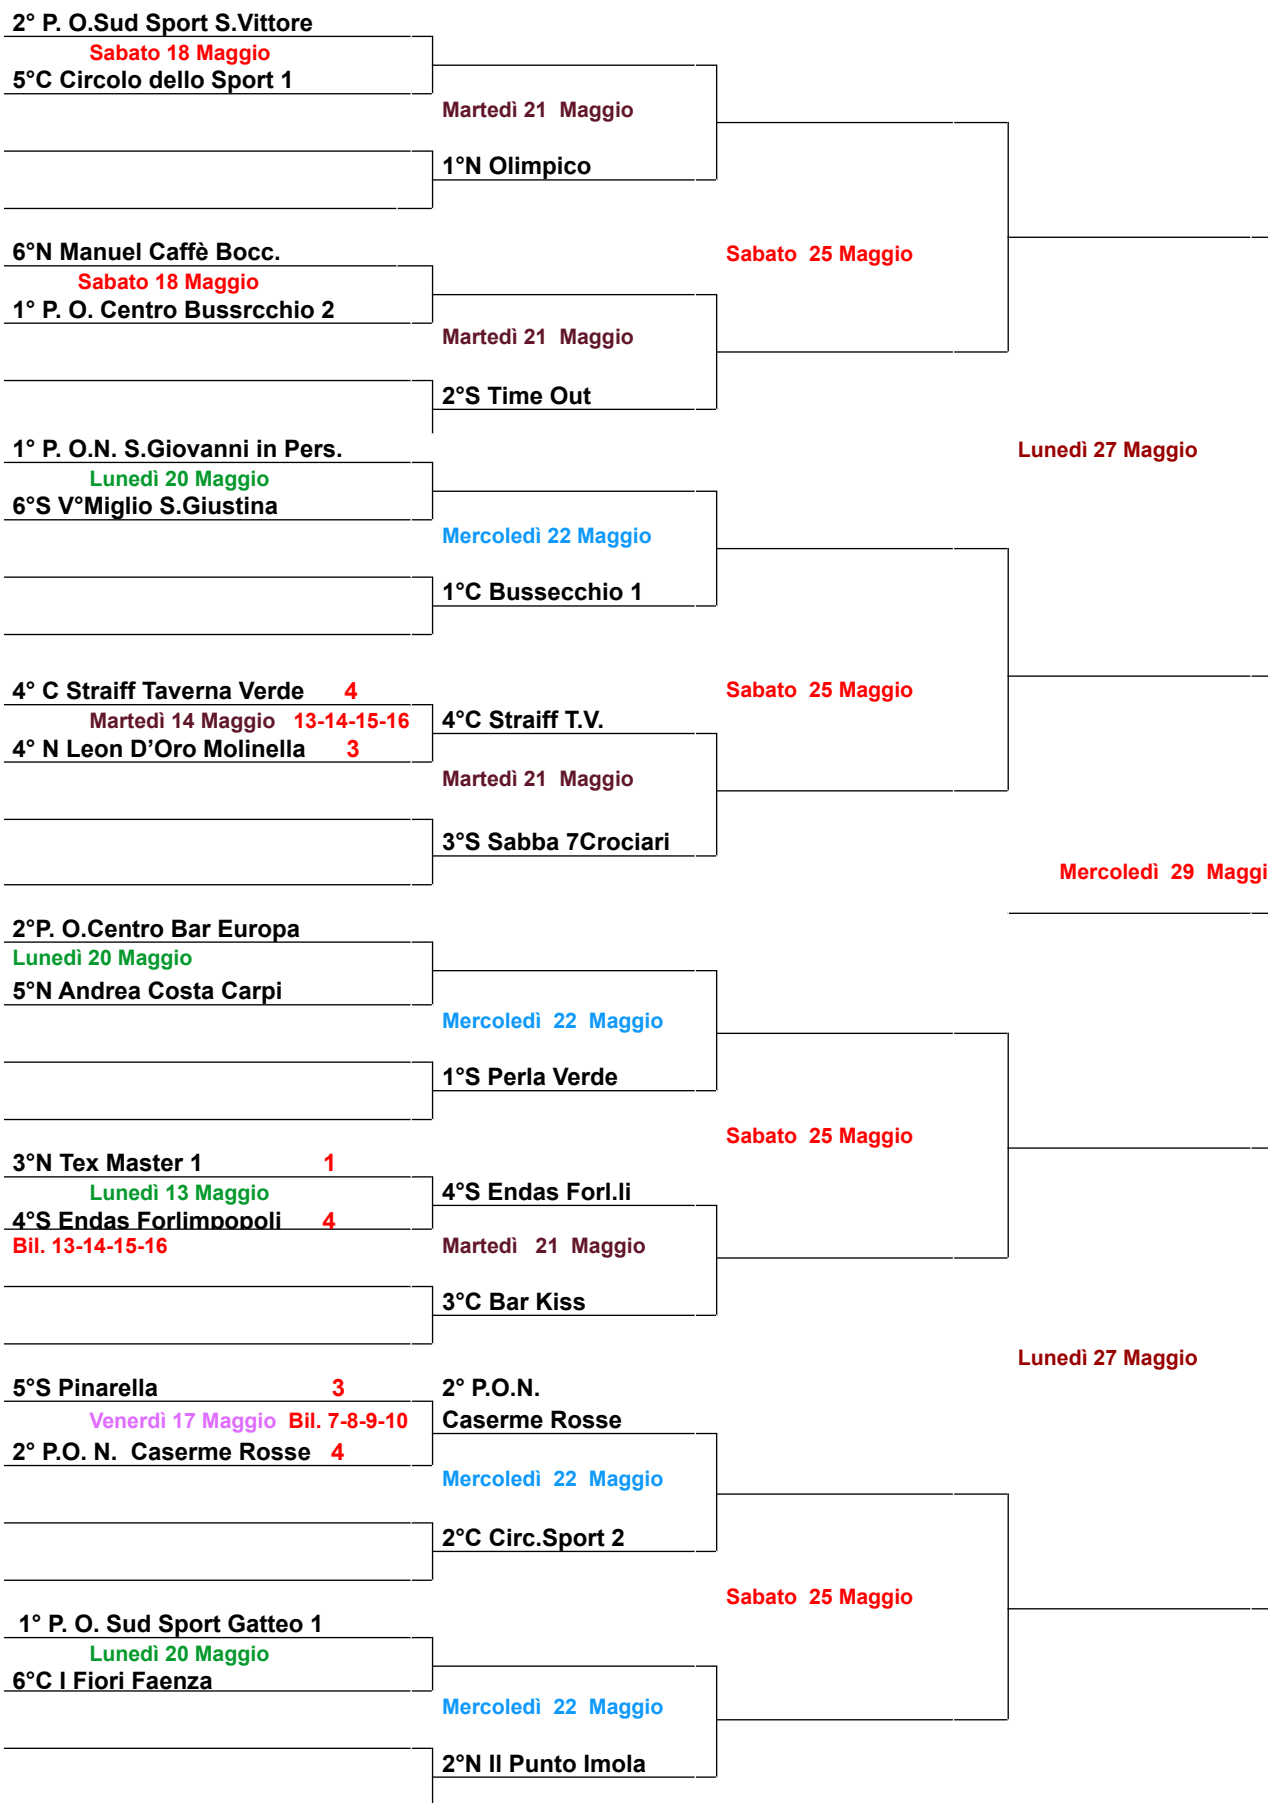 2° P. O.Sud Sport S.Vittore
Sabato 18 Maggio
5°C Circolo dello Sport 1
Martedì 21 Maggio
1°N Olimpico
6°N Manuel Caffè Bocc.
Sabato 25 Maggio
Sabato 18 Maggio
1° P. O. Centro Bussrcchio 2
Martedì 21 Maggio
2°S Time Out
1° P. O.N. S.Giovanni in Pers.
Lunedì 27 Maggio
Lunedì 20 Maggio
6°S V°Miglio S.Giustina
Mercoledì 22 Maggio
1°C Bussecchio 1
4° C Straiff Taverna Verde 4
Sabato 25 Maggio
Martedì 14 Maggio 13-14-15-16
4°C Straiff T.V.
4° N Leon D'Oro Molinella 3
Martedì 21 Maggio
3°S Sabba 7Crociari
Mercoledì 29 Maggi
2°P. O.Centro Bar Europa
Lunedì 20 Maggio
5°N Andrea Costa Carpi
Mercoledì 22 Maggio
1°S Perla Verde
Sabato 25 Maggio
3°N Tex Master 1 1
Lunedì 13 Maggio
4°S Endas Forl.li
4°S Endas Forlimpopoli 4
Bil. 13-14-15-16
Martedì 21 Maggio
3°C Bar Kiss
Lunedì 27 Maggio
5°S Pinarella 3
2° P.O.N.
Caserme Rosse
Venerdì 17 Maggio Bil. 7-8-9-10
2° P.O. N. Caserme Rosse 4
Mercoledì 22 Maggio
2°C Circ.Sport 2
Sabato 25 Maggio
1° P. O. Sud Sport Gatteo 1
Lunedì 20 Maggio
6°C I Fiori Faenza
Mercoledì 22 Maggio
2°N Il Punto Imola